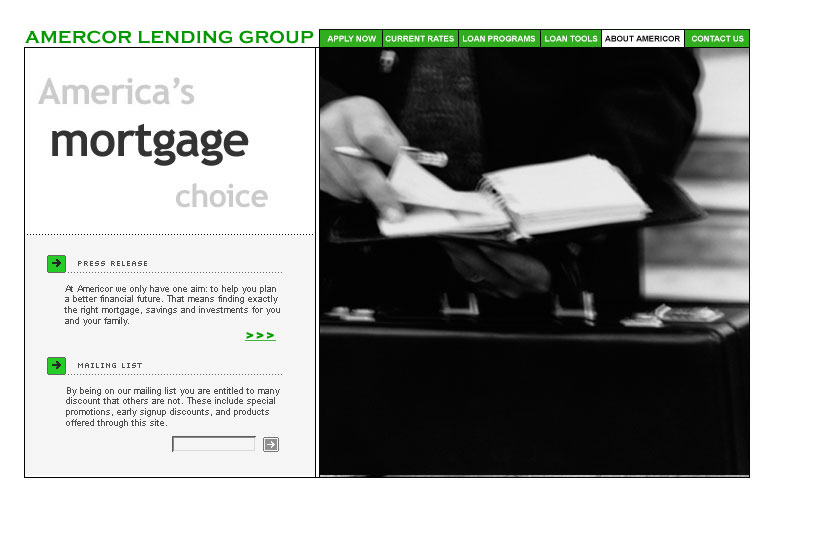 AMERCOR LENDING GROUP
APPLY NOW
CURRENT RATES
LOAN PROGRAMS
LOAN TOOLS
ABOUT AMERICOR
CONTACT US
America's
mortgage
choice
PRESS RELEASE
At Americor we only have one aim: to help you plan
a better financial future. That means finding exactly
the right mortgage, savings and investments for you
and your family.
>>>
MAILING LIST
By being on our mailing list you are entitled to many
discount that others are not. These include special
promotions, early signup discounts, and products
offered through this site.